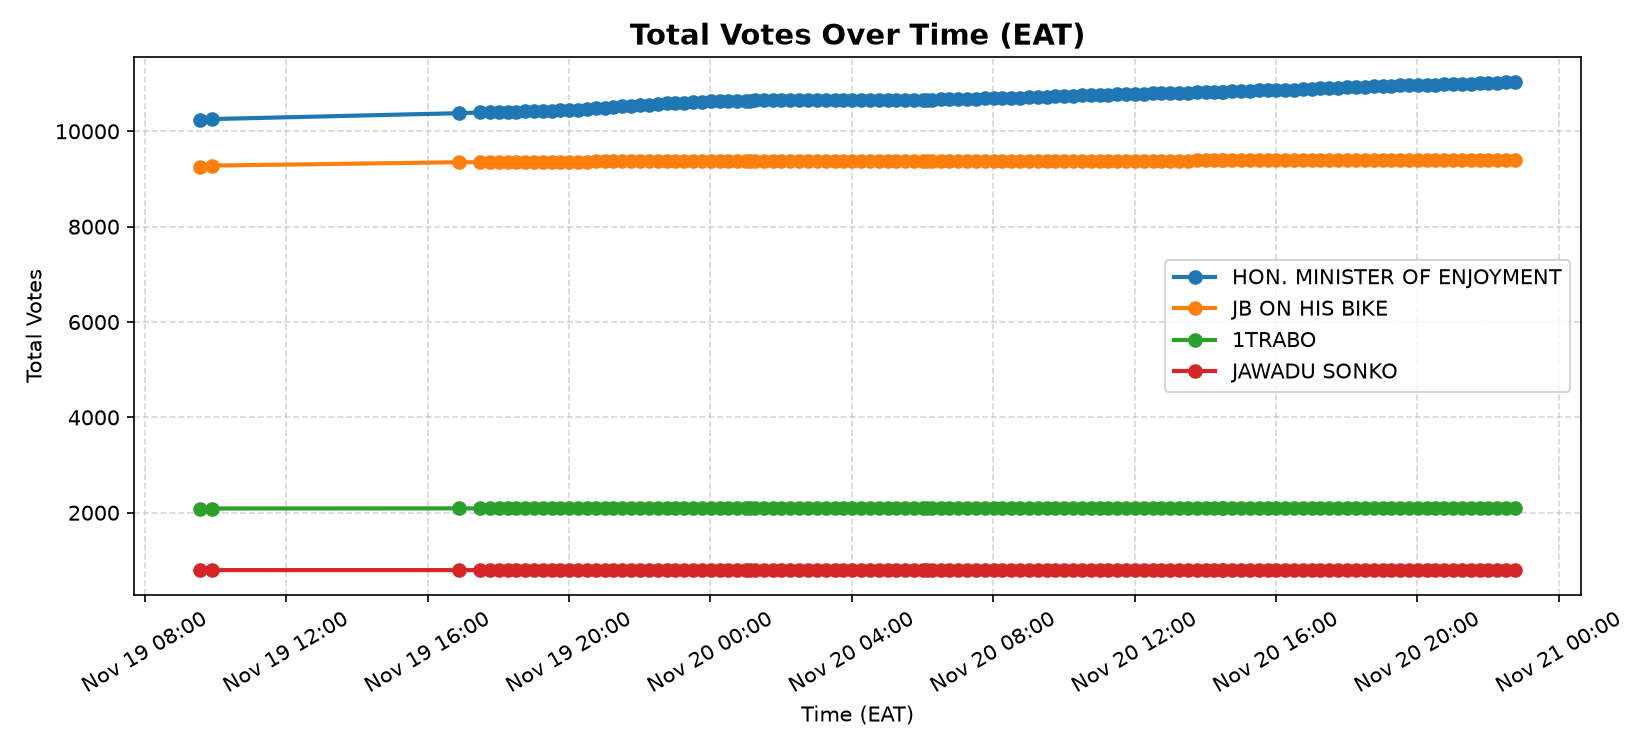 Total Votes Over Time (EAT)
Total Votes
10000
8000
6000
4000
2000
HON. MINISTER OF ENJOYMENT
JB ON HIS BIKE
1TRABO
JAWADU SONKO
Nov 19 08:00
Nov 19 12:00
Nov 19 16:00
Nov 19 20:00
Nov 20 00:00
Nov 20 04:00
Nov 20 08:00
Nov 20 12:00
Nov 20 16:00
Nov 20 20:00
Nov 21 00:00
Time (EAT)